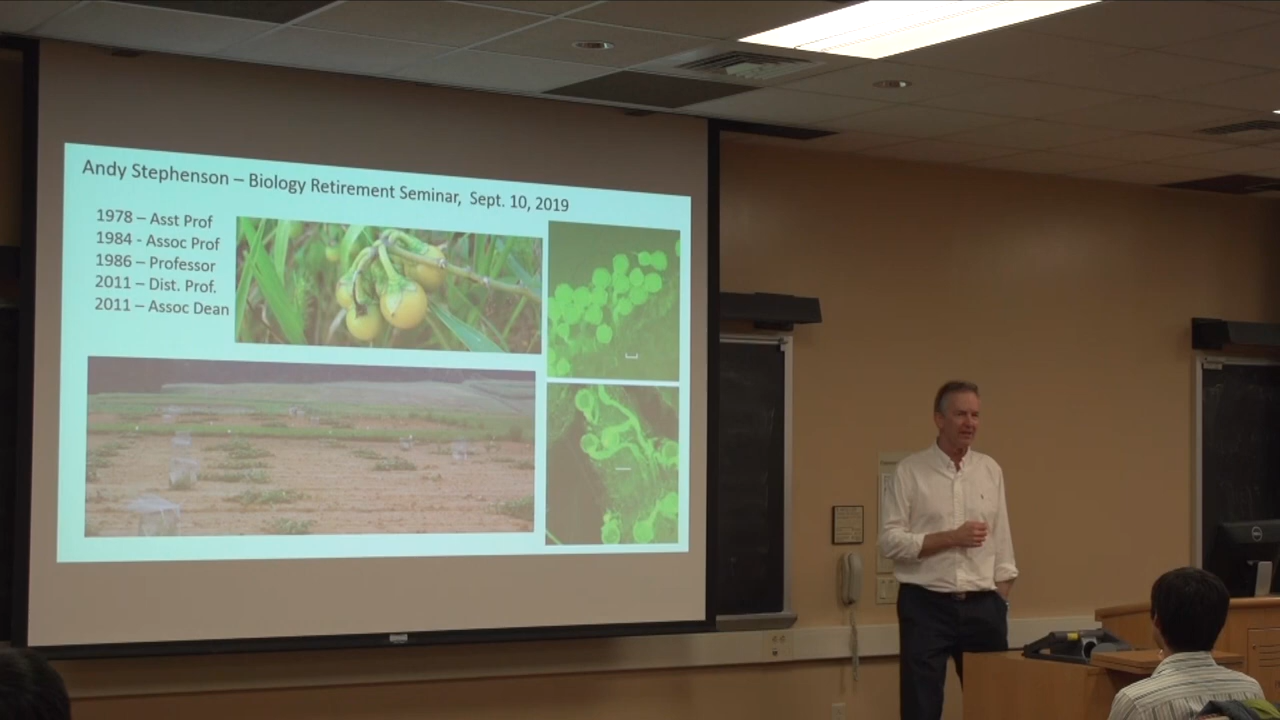 Andy Stephenson – Biology Retirement Seminar, Sept. 10, 2019
1978 – Asst Prof
1984 - Assoc Prof
1986 – Professor
2011 – Dist. Prof.
2011 – Assoc Dean
DELL